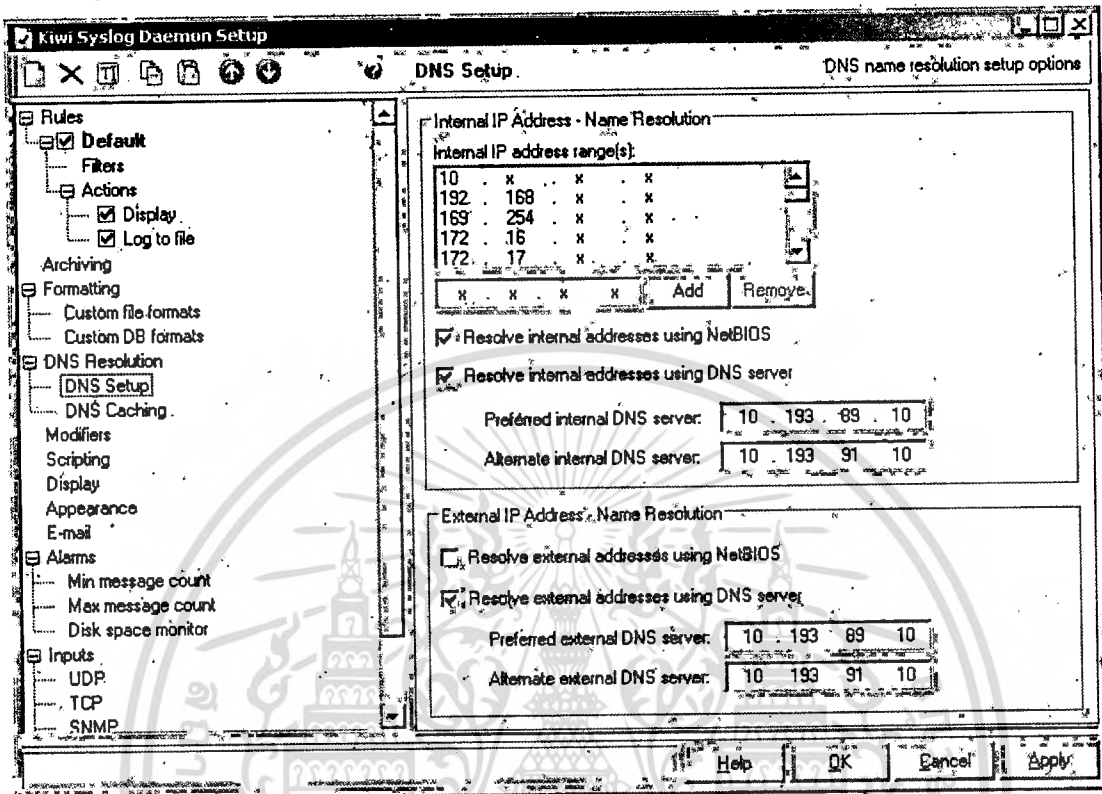 Kiwi Syslog Daemon Setup
DNS Setup
DNS name resolution setup options
Rules
Default
Filters
Actions
Display
Log to file
Archiving
Formatting
Custom file formats
Custom DB formats
DNS Resolution
DNS Setup
DNS Caching
Modifiers
Scripting
Display
Appearance
E-mail
Alarms
Min message count
Max message count
Disk space monitor
Inputs
UDP
TCP
SNMP
Internal IP Address - Name Resolution
Internal IP address range(s):
10 . x . x . x
192 . 168 . x . x
169 . 254 . x . x
172 . 16 . x . x
172 . 17 . x . x
x . x . x x Add Remove
Resolve internal addresses using NetBIOS
Resolve internal addresses using DNS server
Preferred internal DNS server: 10 . 193 . 89 . 10
Alternate internal DNS server: 10 . 193 91 10
External IP Address - Name Resolution
Resolve external addresses using NetBIOS
Resolve external addresses using DNS server
Preferred external DNS server: 10 . 193 89 10
Alternate external DNS server: 10 193 91 10
Help OK Cancel Apply